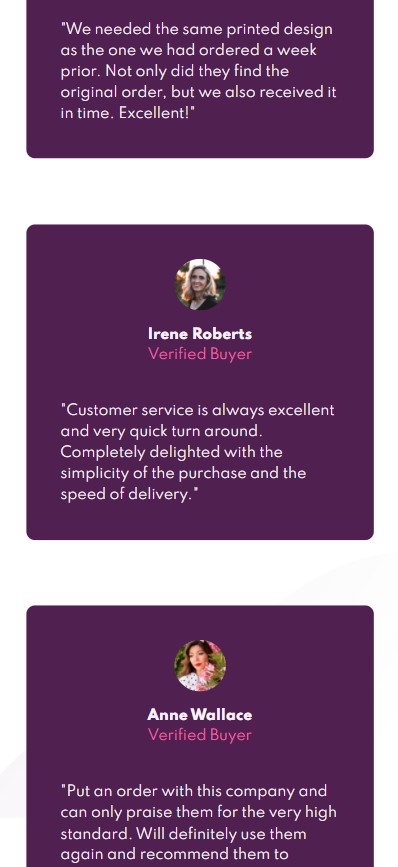 "We needed the same printed design
as the one we had ordered a week
prior. Not only did they find the
original order, but we also received it
in time. Excellent!"
Irene Roberts
Verified Buyer
"Customer service is always excellent
and very quick turn around.
Completely delighted with the
simplicity of the purchase and the
speed of delivery."
Anne Wallace
Verified Buyer
"Put an order with this company and
can only praise them for the very high
standard. Will definitely use them
again and recommend them to